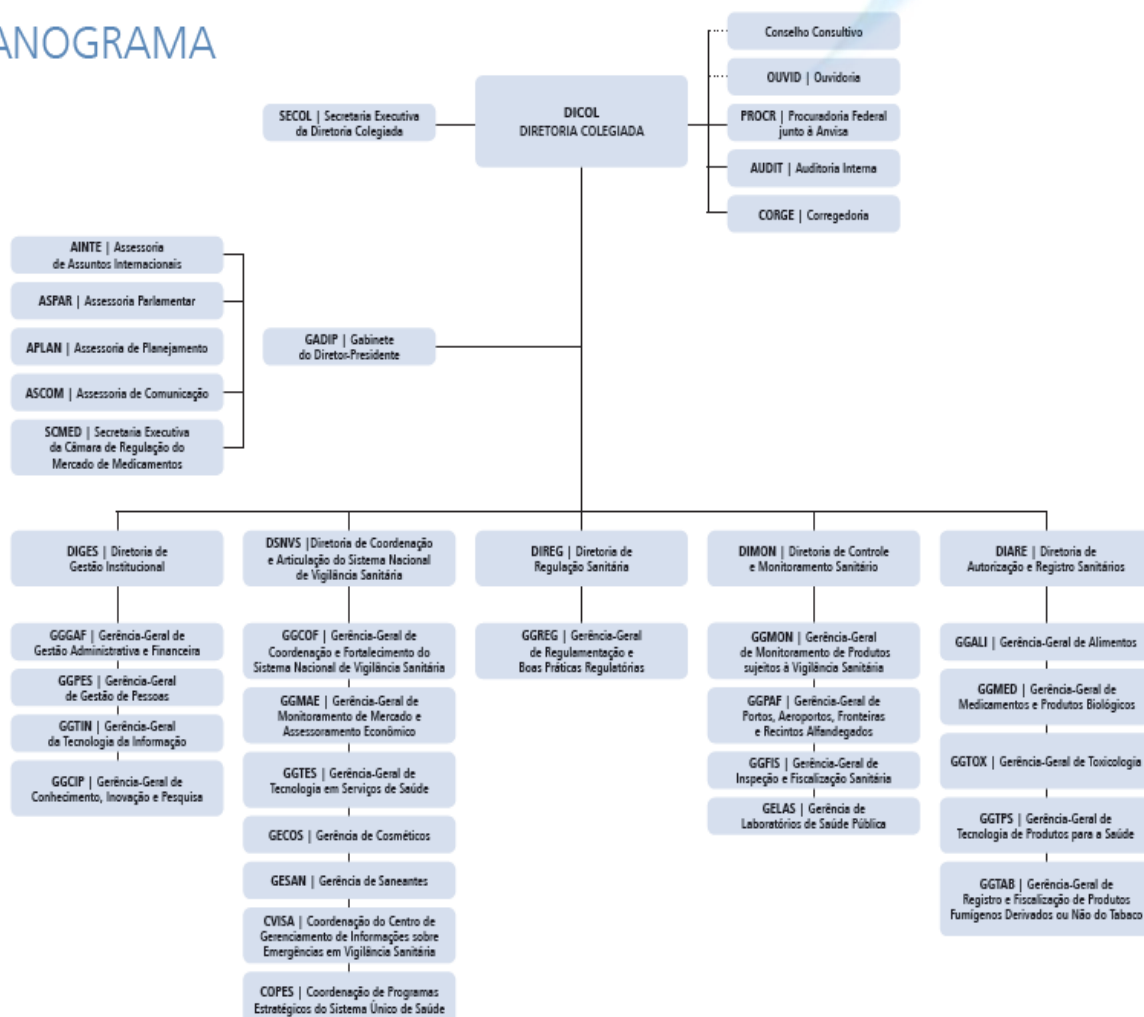 ANOGRAMA
Conselho Consultivo
OUVID | Ouvidoria
SECOL | Secretaria Executiva
da Diretoria Colegiada
DICOL
DIRETORIA COLEGIADA
PROCR | Procuradoria Federal
junto à Anvisa
AUDIT | Auditoria Interna
CORGE | Corregedoria
AINTE | Assessoria
de Assuntos Internacionais
ASPAR | Assessoria Parlamentar
APLAN | Assessoria de Planejamento
ASCOM | Assessoria de Comunicação
SCMED | Secretaria Executiva
da Câmara de Regulação do
Mercado de Medicamentos
GADIP | Gabinete
do Diretor-Presidente
DIGES | Diretoria de
Gestão Institucional
GGGAF | Gerência-Geral de
Gestão Administrativa e Financeira
GGPES | Gerência-Geral
de Gestão de Pessoas
GGTIN | Gerência-Geral
da Tecnologia da Informação
GGCIP | Gerência-Geral de
Conhecimento, Inovação e Pesquisa
DSNVS |Diretoria de Coordenação
e Articulação do Sistema Nacional
de Vigilância Sanitária
GGCOF | Gerência-Geral de
Coordenação e Fortalecimento do
Sistema Nacional de Vigilância Sanitária
GGMAE | Gerência-Geral de
Monitoramento de Mercado e
Assessoramento Econômico
GGTES | Gerência-Geral de
Tecnologia em Serviços de Saúde
GECOS | Gerência de Cosméticos
GESAN | Gerência de Saneantes
CVISA | Coordenação do Centro de
Gerenciamento de Informações sobre
Emergências em Vigilância Sanitária
COPES | Coordenação de Programas
Estratégicos do Sistema Único de Saúde
DIREG | Diretoria de
Regulação Sanitária
GGREG | Gerência-Geral
de Regulamentação e
Boas Práticas Regulatórias
DIMON | Diretoria de Controle
e Monitoramento Sanitário
GGMON | Gerência-Geral
de Monitoramento de Produtos
sujeitos à Vigilância Sanitária
GGPAF | Gerência-Geral de
Portos, Aeroportos, Fronteiras
e Recintos Alfandegados
GGFIS | Gerência-Geral de
Inspeção e Fiscalização Sanitária
GELAS | Gerência de
Laboratórios de Saúde Pública
DIARE | Diretoria de
Autorização e Registro Sanitários
GGALI | Gerência-Geral de Alimentos
GGMED | Gerência-Geral de
Medicamentos e Produtos Biológicos
GGTOX | Gerência-Geral de Toxicologia
GGTPS | Gerência-Geral de
Tecnologia de Produtos para a Saúde
GGTAB | Gerência-Geral de
Registro e Fiscalização de Produtos
Fumígenos Derivados ou Não do Tabaco